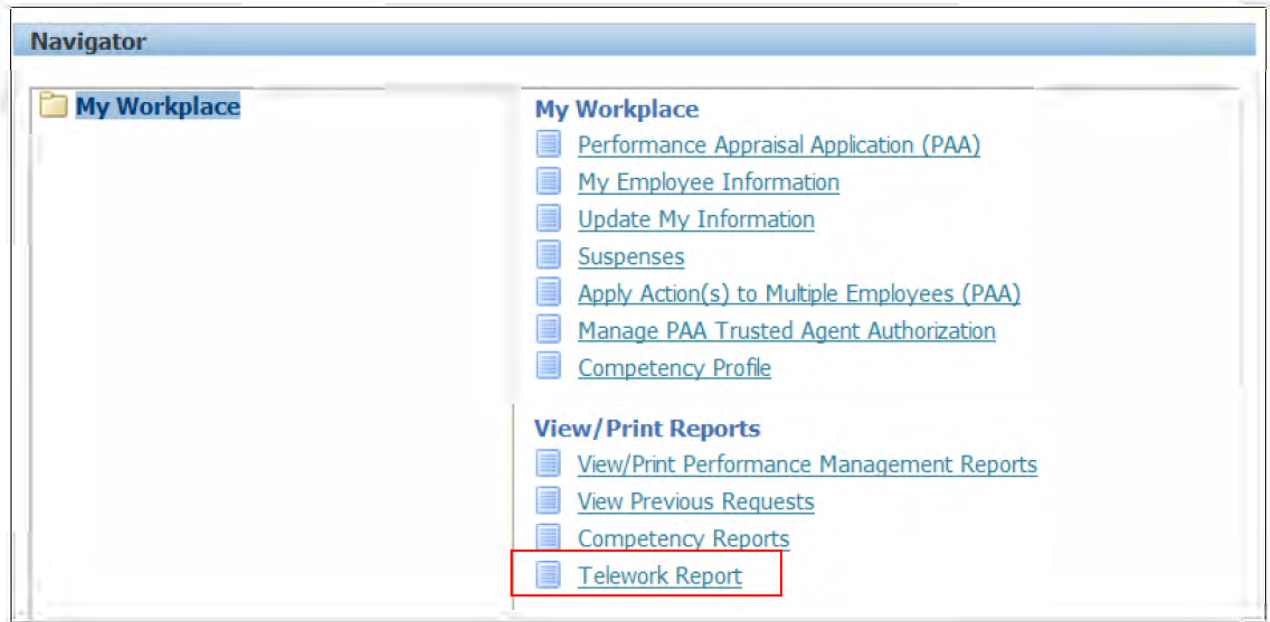 Navigator
My Workplace
My Workplace
Performance Appraisal Application (PAA)
My Employee Information
Update My Information
Suspenses
Apply Action(s) to Multiple Employees (PAA)
Manage PAA Trusted Agent Authorization
Competency Profile
View/Print Reports
View/Print Performance Management Reports
View Previous Requests
Competency Reports
Telework Report